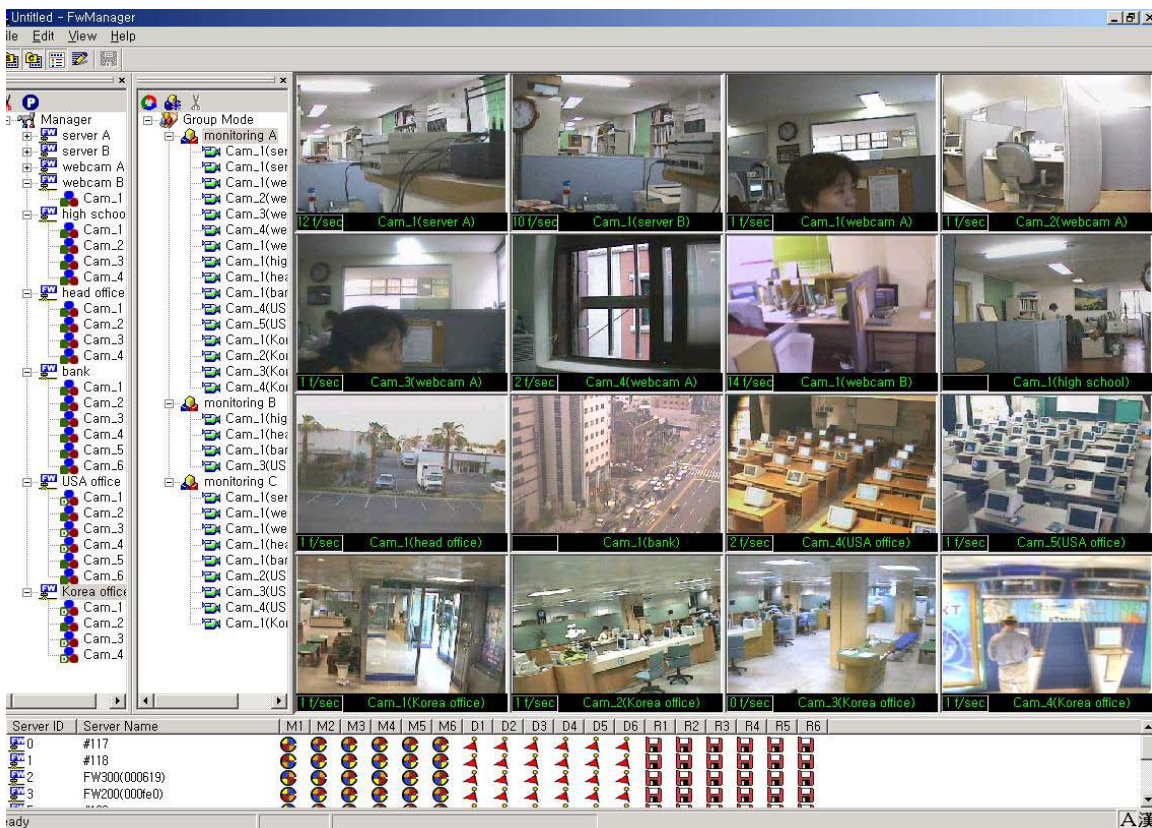 Untitled - FwManager
ile Edit View Help
Manager
server A
server B
webcam A
webcam B
Cam_1
high schoo
Cam_1
Cam_2
Cam_3
Cam_4
head office
Cam_1
Cam_2
Cam_3
Cam_4
bank
Cam_1
Cam_2
Cam_3
Cam_4
Cam_5
Cam_6
USA office
Cam_1
Cam_2
Cam_3
Cam_4
Cam_5
Cam_6
Korea office
Cam_1
Cam_2
Cam_3
Cam_4
Group Mode
monitoring A
Cam_1(ser
Cam_1(ser
Cam_1(we
Cam_2(we
Cam_3(we
Cam_4(we
Cam_1(we
Cam_1(hig
Cam_1(hea
Cam_1(bar
Cam_4(US
Cam_5(US
Cam_1(Kor
Cam_2(Kor
Cam_3(Kor
Cam_4(Kor
monitoring B
Cam_1(hig
Cam_1(hea
Cam_1(bar
Cam_3(US
monitoring C
Cam_1(ser
Cam_1(we
Cam_1(we
Cam_1(hea
Cam_1(bar
Cam_2(US
Cam_3(US
Cam_4(US
Cam_1(Kor
12 f/sec Cam_1(server A)
10 f/sec Cam_1(server B)
1 f/sec Cam_1(webcam A)
1 f/sec Cam_2(webcam A)
1 f/sec Cam_3(webcam A)
2 f/sec Cam_4(webcam A)
14 f/sec Cam_1(webcam B)
Cam_1(high school)
1 f/sec Cam_1(head office)
Cam_1(bank)
2 f/sec Cam_4(USA office)
1 f/sec Cam_5(USA office)
1 f/sec Cam_1(Korea office)
1 f/sec Cam_2(Korea office)
0 f/sec Cam_3(Korea office)
1 f/sec Cam_4(Korea office)
Server ID Server Name M1 M2 M3 M4 M5 M6 D1 D2 D3 D4 D5 D6 R1 R2 R3 R4 R5 R6
FW 0 #117
FW 1 #118
FW 2 FW300(000619)
FW 3 FW200(000fe0)
eady
A漢